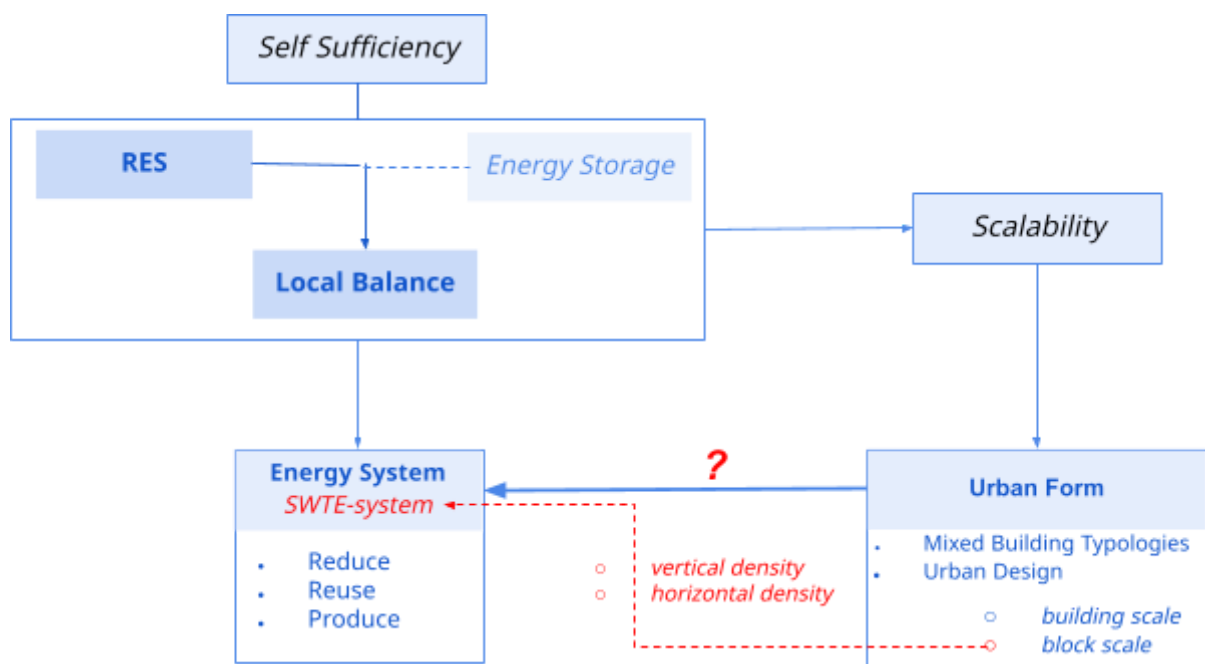 Self Sufficiency
RES
Energy Storage
Local Balance
Scalability
Energy System
SWTE-system
• Reduce
• Reuse
• Produce
?
○ vertical density
○ horizontal density
Urban Form
• Mixed Building Typologies
• Urban Design
○ building scale
○ block scale